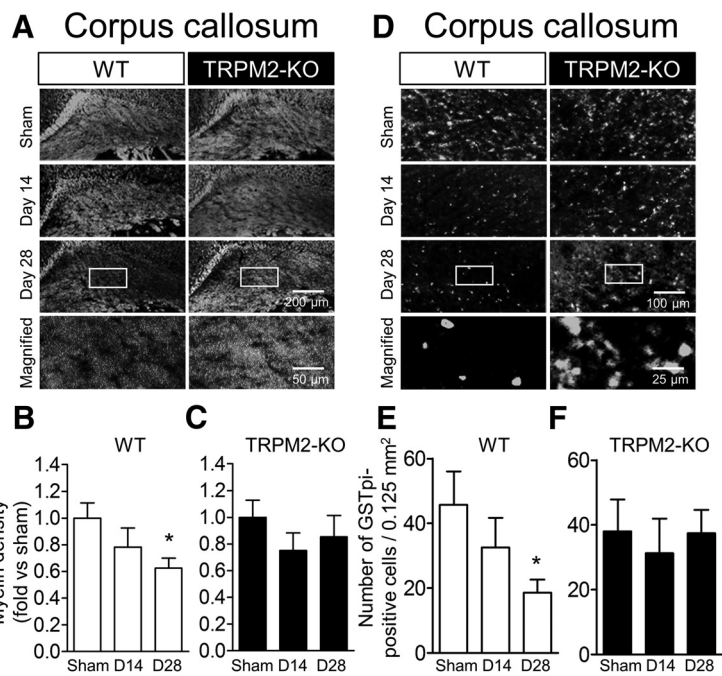 A Corpus callosum
WT TRPM2-KO
Sham
Day 14
Day 28
200 µm
Magnified
50 µm
D Corpus callosum
WT TRPM2-KO
Sham
Day 14
Day 28
100 µm
Magnified
25 µm
B
WT
density
(fold vs sham)
1.4
1.2
1.0
0.8
0.6
0.4
0.2
0.0
*
Sham D14 D28
C
TRPM2-KO
1.4
1.2
1.0
0.8
0.6
0.4
0.2
0.0
Sham D14 D28
E
WT
Number of GSTpi-
positive cells / 0.125 mm²
60
40
20
0
*
Sham D14 D28
F
TRPM2-KO
60
40
20
0
Sham D14 D28